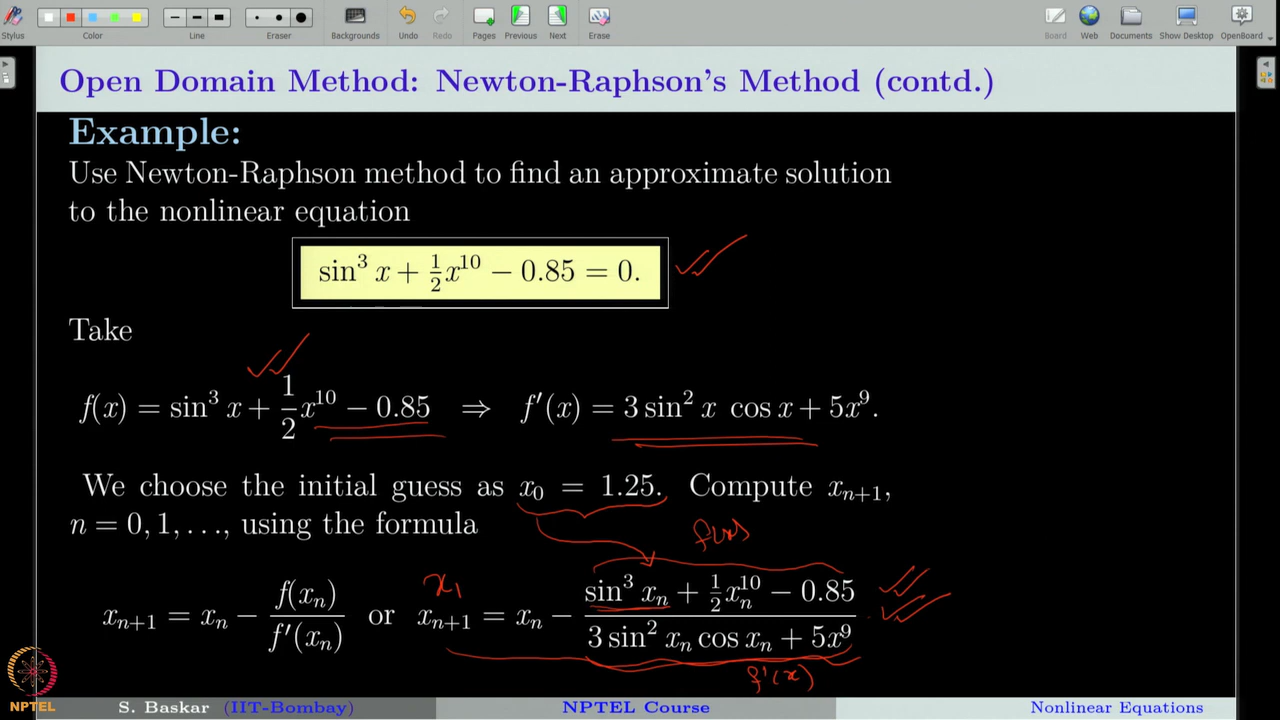 Stylus Color Line Eraser Backgrounds Undo Redo Pages Previous Next Erase Board Web Documents Show Desktop OpenBoard
Open Domain Method: Newton-Raphson's Method (contd.)
Example:
Use Newton-Raphson method to find an approximate solution
to the nonlinear equation
sin³ x + ½x¹⁰ − 0.85 = 0.
Take
f(x) = sin³ x + 1/2 x¹⁰ − 0.85 ⇒ f′(x) = 3 sin² x cos x + 5x⁹.
We choose the initial guess as x₀ = 1.25. Compute xₙ₊₁,
n = 0, 1, . . ., using the formula
f(x)
x₁
xₙ₊₁ = xₙ − f(xₙ)/f′(xₙ) or xₙ₊₁ = xₙ − (sin³ xₙ + ½xₙ¹⁰ − 0.85)/(3 sin² xₙ cos xₙ + 5x⁹)
f'(x)
NPTEL S. Baskar (IIT-Bombay) NPTEL Course Nonlinear Equations